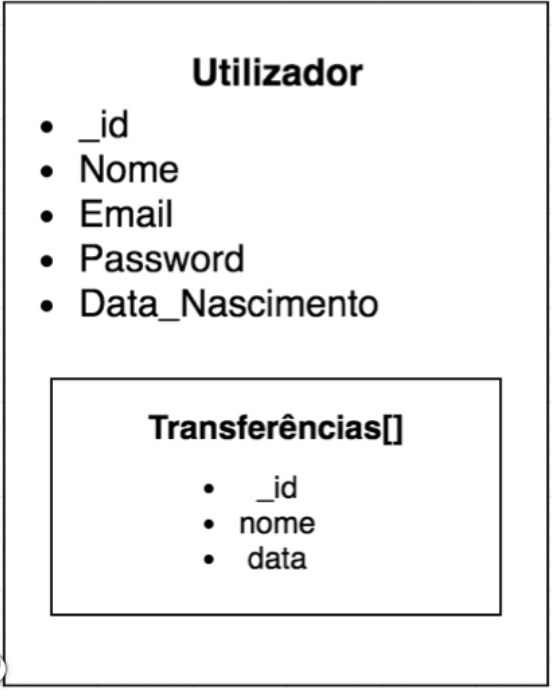 Utilizador
• _id
• Nome
• Email
• Password
• Data_Nascimento
Transferências[]
• _id
• nome
• data